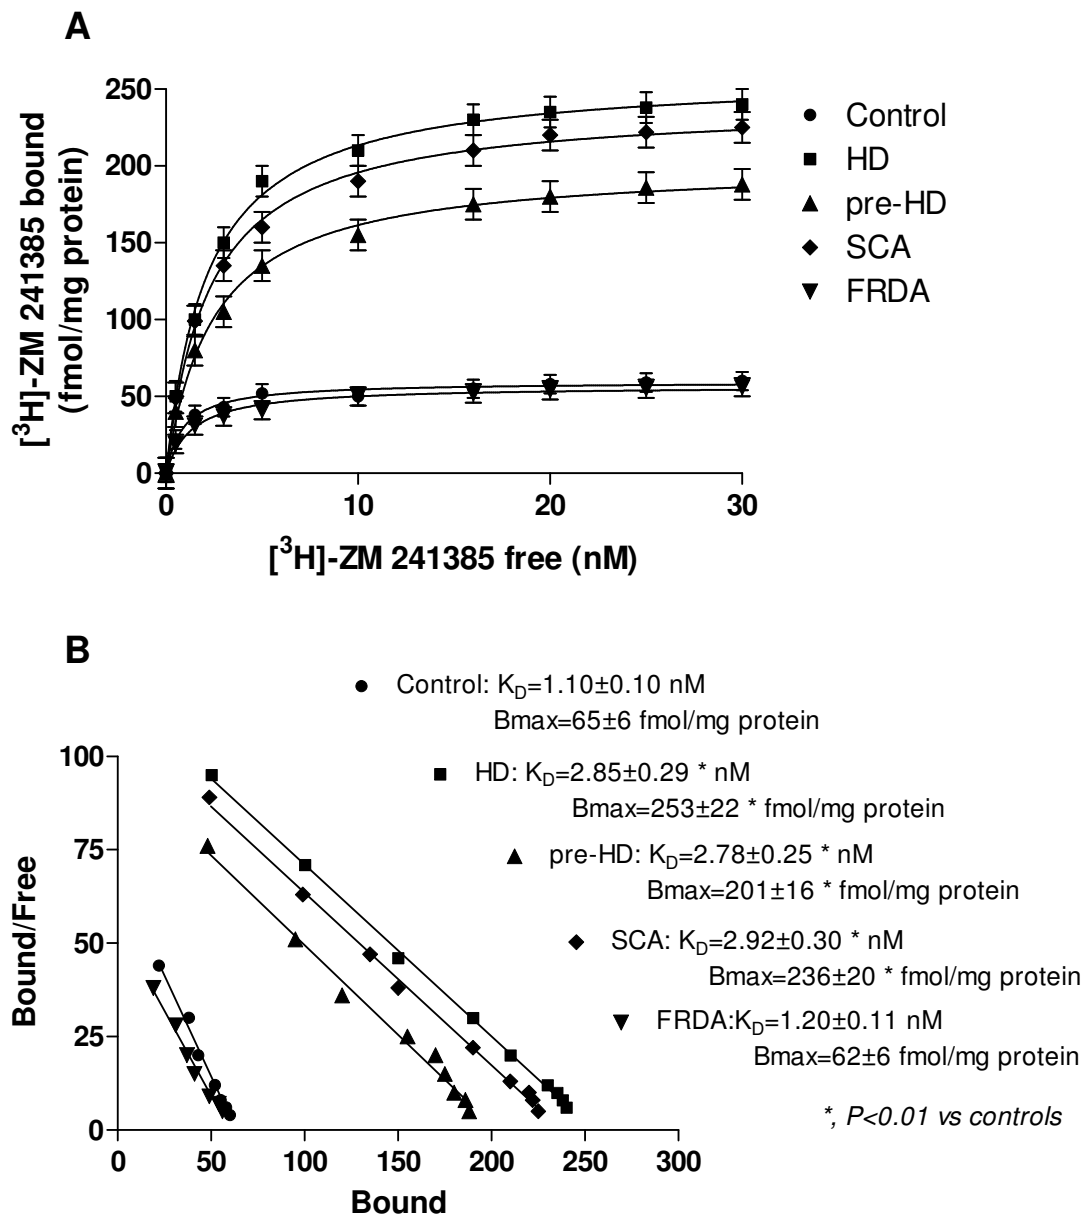 A
[³H]-ZM 241385 bound
(fmol/mg protein)
250
200
150
100
50
0
0
10
20
30
[³H]-ZM 241385 free (nM)
Control
HD
pre-HD
SCA
FRDA
B
Control: K_D=1.10±0.10 nM
Bmax=65±6 fmol/mg protein
HD: K_D=2.85±0.29 * nM
Bmax=253±22 * fmol/mg protein
pre-HD: K_D=2.78±0.25 * nM
Bmax=201±16 * fmol/mg protein
SCA: K_D=2.92±0.30 * nM
Bmax=236±20 * fmol/mg protein
FRDA:K_D=1.20±0.11 nM
Bmax=62±6 fmol/mg protein
*, P<0.01 vs controls
Bound/Free
100
75
50
25
0
0
50
100
150
200
250
300
Bound